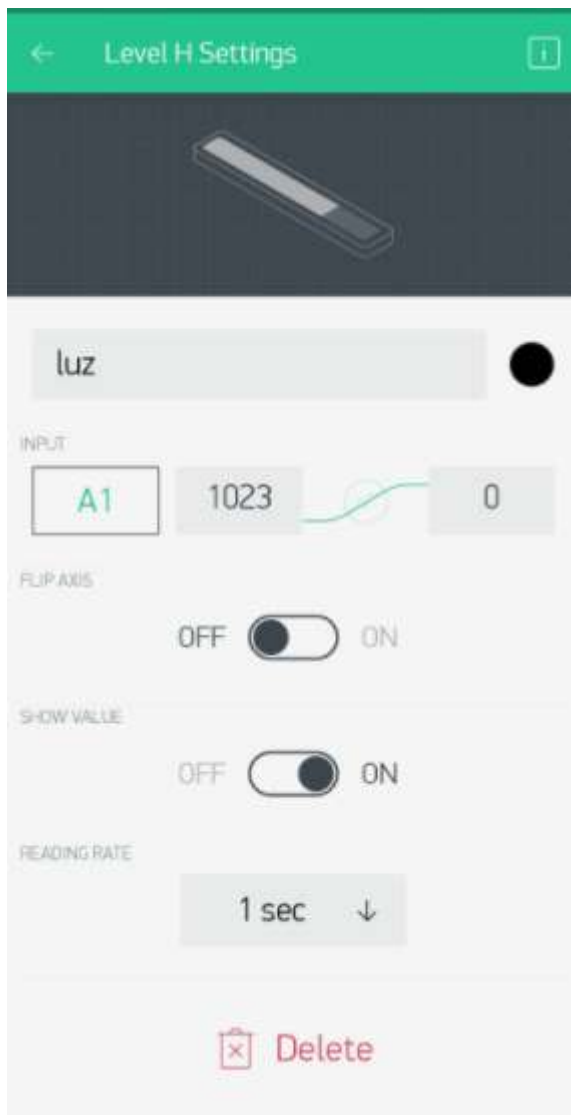 ← Level H Settings i
luz
INPUT
A1 1023 0
FLIP AXIS
OFF ON
SHOW VALUE
OFF ON
READING RATE
1 sec ↓
Delete